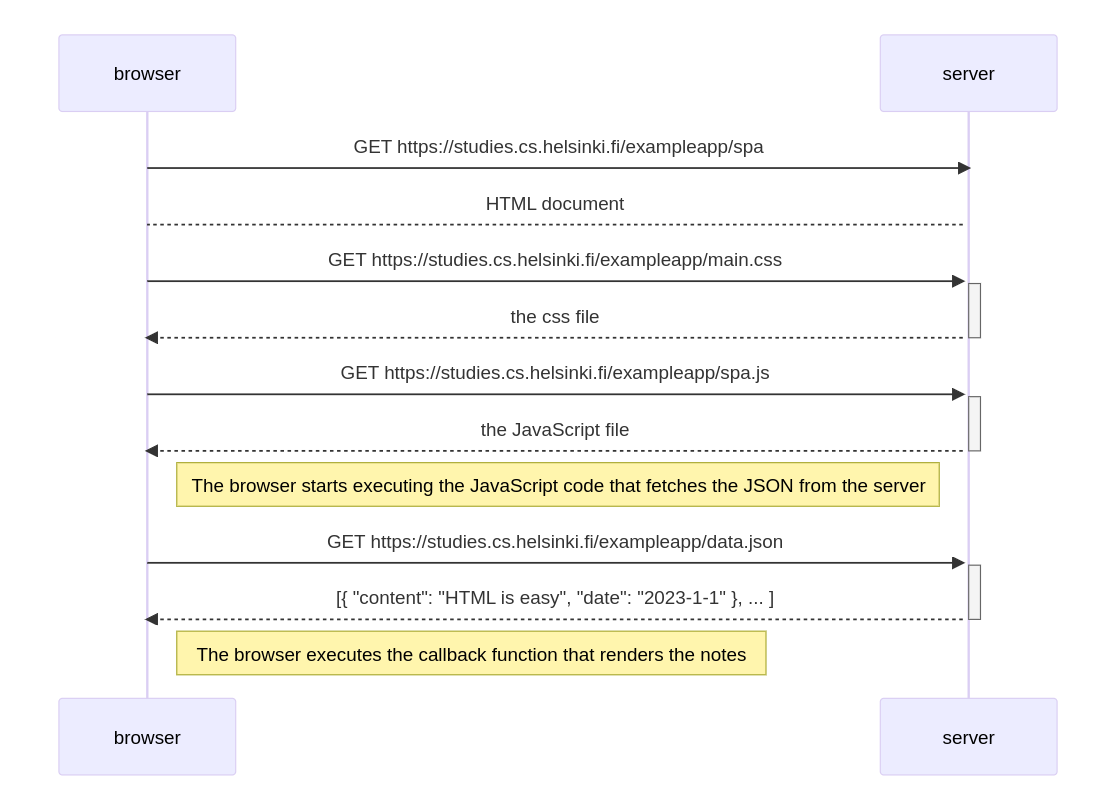 browser
server
GET https://studies.cs.helsinki.fi/exampleapp/spa
HTML document
GET https://studies.cs.helsinki.fi/exampleapp/main.css
the css file
GET https://studies.cs.helsinki.fi/exampleapp/spa.js
the JavaScript file
The browser starts executing the JavaScript code that fetches the JSON from the server
GET https://studies.cs.helsinki.fi/exampleapp/data.json
[{ "content": "HTML is easy", "date": "2023-1-1" }, ... ]
The browser executes the callback function that renders the notes
browser
server